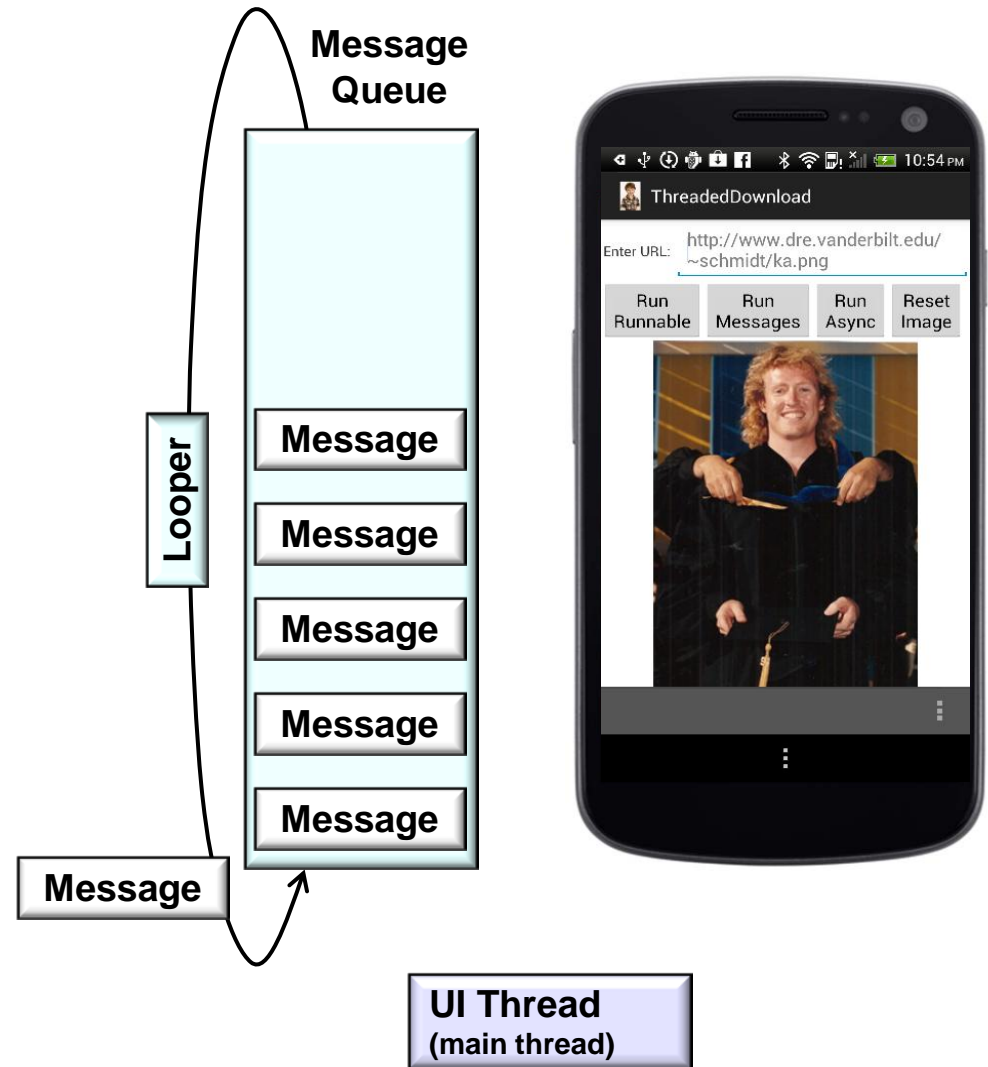 Message
Queue
Looper
Message
Message
Message
Message
Message
Message
UI Thread
(main thread)
10:54 PM
ThreadedDownload
Enter URL:
http://www.dre.vanderbilt.edu/
~schmidt/ka.png
Run
Runnable
Run
Messages
Run
Async
Reset
Image